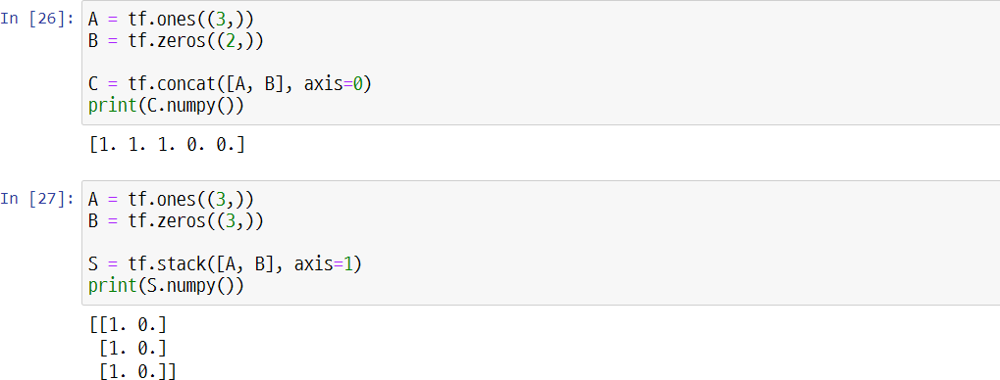 In [26]: A = tf.ones((3,))
B = tf.zeros((2,))
C = tf.concat([A, B], axis=0)
print(C.numpy())
[1. 1. 1. 0. 0.]
In [27]: A = tf.ones((3,))
B = tf.zeros((3,))
S = tf.stack([A, B], axis=1)
print(S.numpy())
[[1. 0.]
[1. 0.]
[1. 0.]]